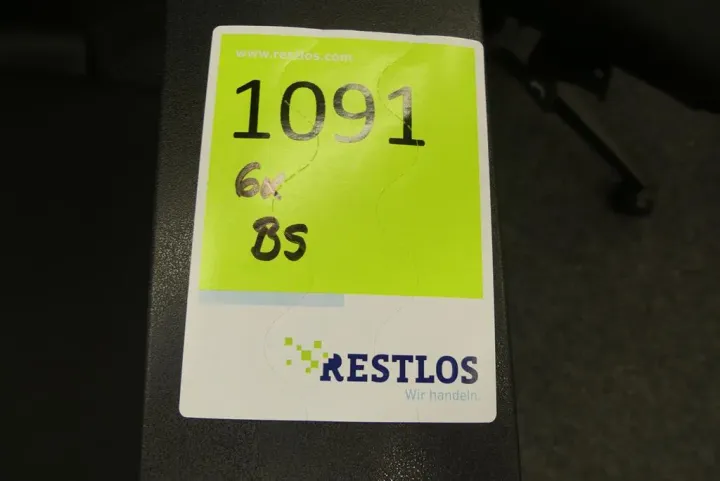 www.restlos.com
1091
6x
BS
RESTLOS
Wir handeln.